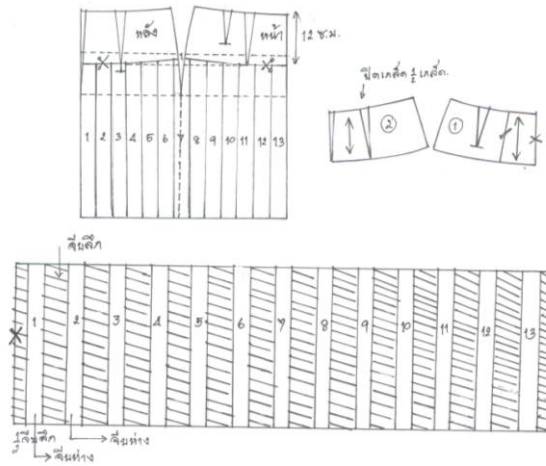 หลัง หน้า 12 ซ.ม.
1 2 3 4 5 6 7 8 9 10 11 12 13
ปิดเกล็ด ½ เกล็ด.
② ①
จีบลึก
1 2 3 4 5 6 7 8 9 10 11 12 13
½ จีบลึก
จีบห่าง
จีบห่าง